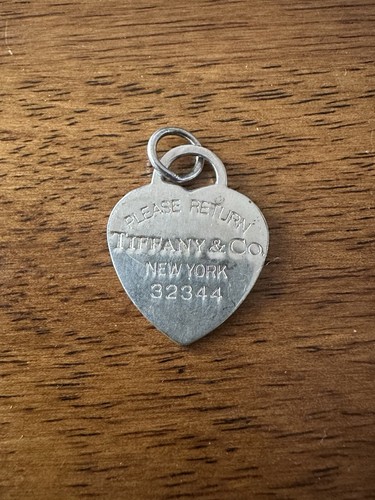 PLEASE RETURN
TIFFANY & CO
NEW YORK
32344